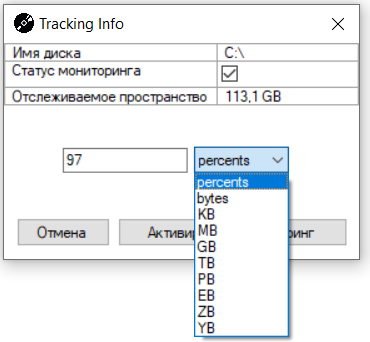 Tracking Info
Имя диска C:\
Статус мониторинга
Отслеживаемое пространство 113,1 GB
97 percents
percents
bytes
KB
MB
GB
TB
PB
EB
ZB
YB
Отмена